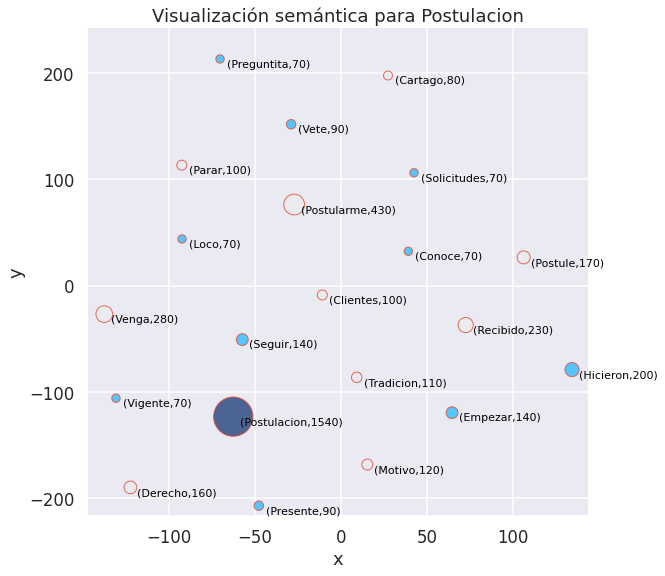 Visualización semántica para Postulacion
200
100
0
−100
−200
y
(Preguntita,70)
(Cartago,80)
(Vete,90)
(Parar,100)
(Solicitudes,70)
(Postularme,430)
(Loco,70)
(Conoce,70)
(Postule,170)
(Clientes,100)
(Venga,280)
(Recibido,230)
(Seguir,140)
(Hicieron,200)
(Tradicion,110)
(Vigente,70)
(Empezar,140)
(Postulacion,1540)
(Motivo,120)
(Derecho,160)
(Presente,90)
−100 −50 0 50 100
x